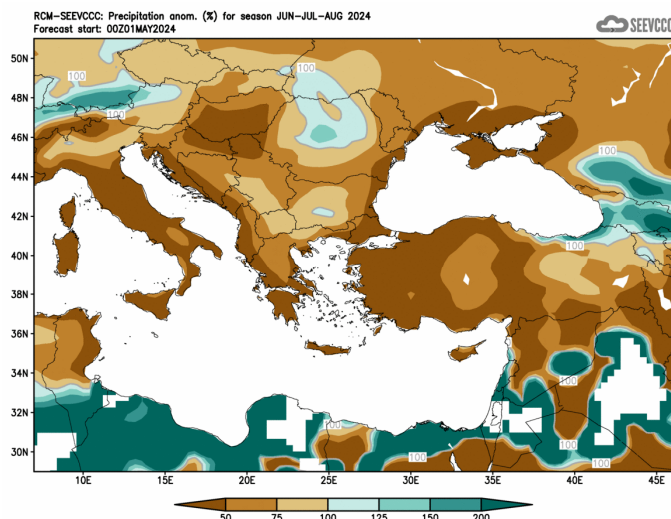 RCM-SEEVCCC: Precipitation anom. (%) for season JUN-JUL-AUG 2024
Forecast start: 00Z01MAY2024
SEEVCCC
50N
48N
46N
44N
42N
40N
38N
36N
34N
32N
30N
100
100
100
100
100
100
100
100
100
100
100
10E
15E
20E
25E
30E
35E
40E
45E
50
75
100
125
150
200